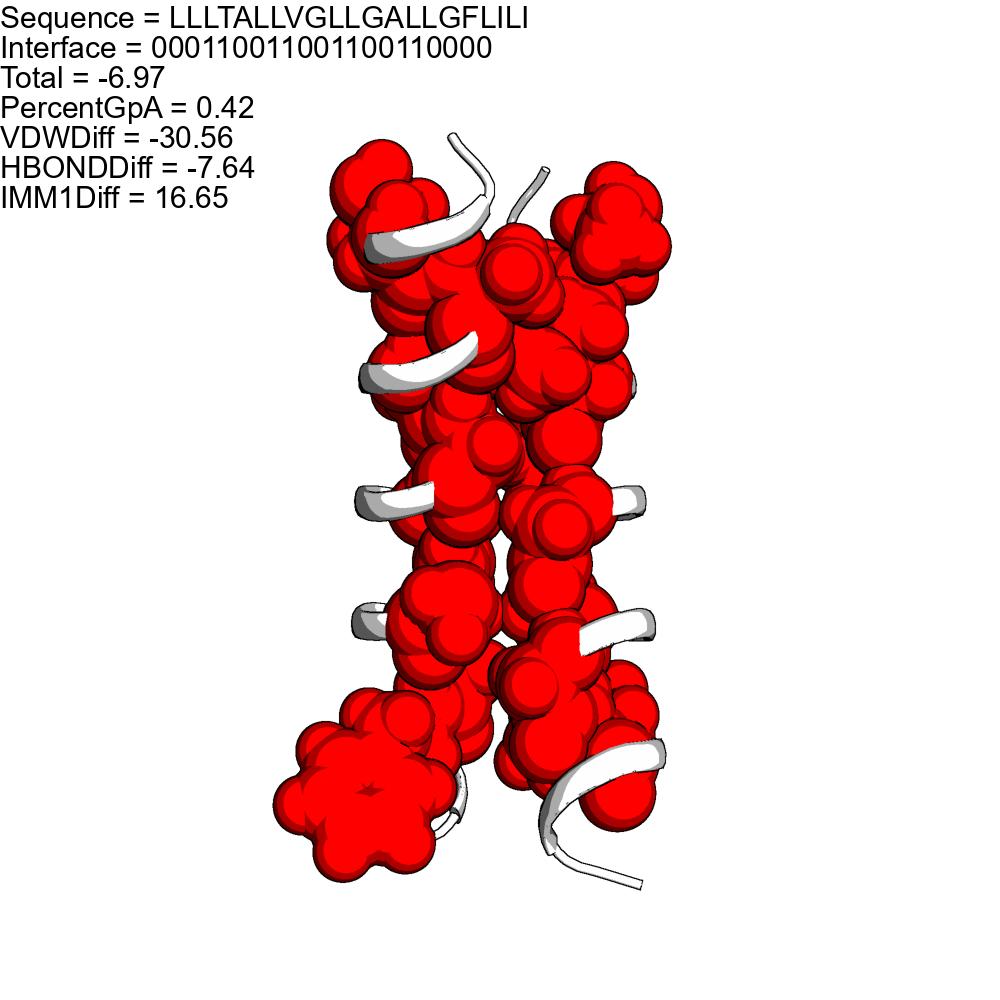 Sequence = LLLTALLVGLLGALLGFLILI
Interface = 000110011001100110000
Total = -6.97
PercentGpA = 0.42
VDWDiff = -30.56
HBONDDiff = -7.64
IMM1Diff = 16.65